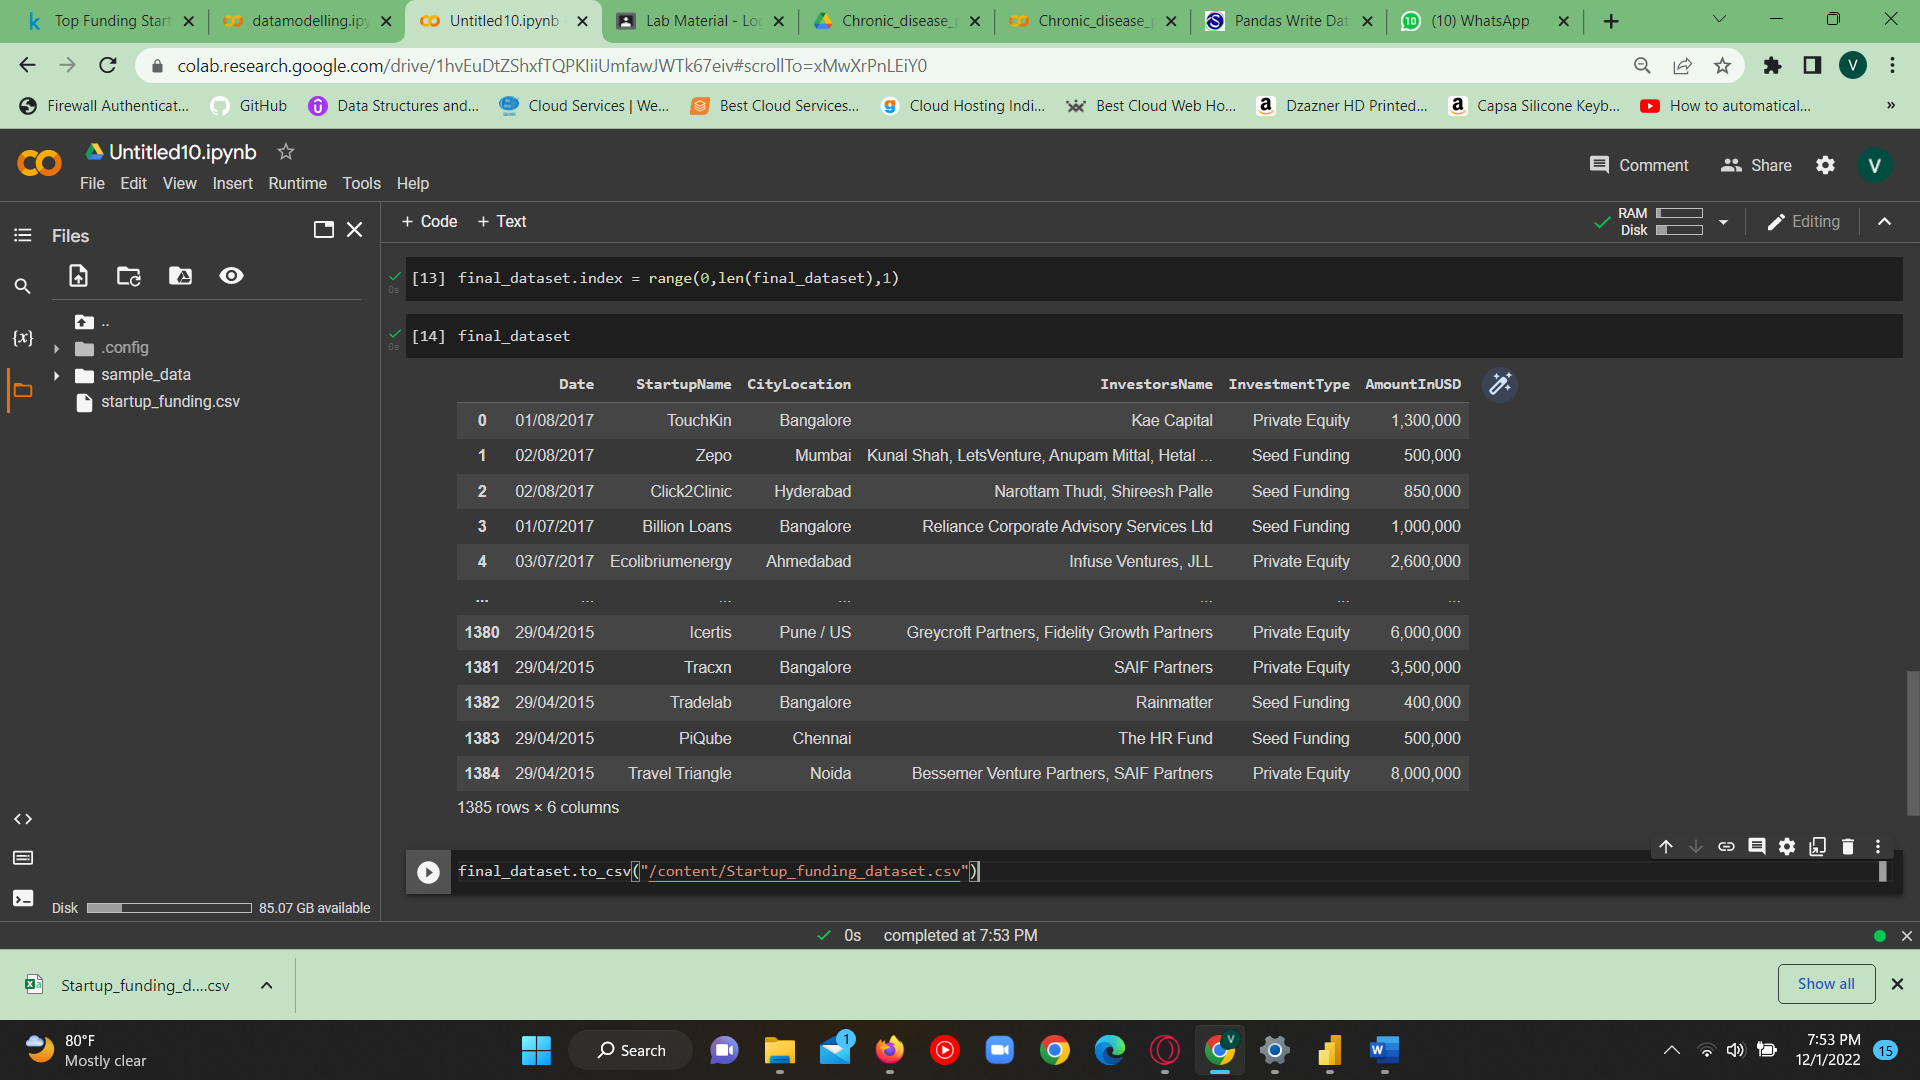 Top Funding Start
datamodelling.ipy
Untitled10.ipynb
Lab Material - Lo
Chronic_disease_
Chronic_disease_p
Pandas Write Dat
(10) WhatsApp
colab.research.google.com/drive/1hvEuDtZShxfTQPKIiiUmfawJWTk67eiv#scrollTo=xMwXrPnLEiY0
V
Firewall Authenticat...
GitHub
Data Structures and...
Cloud Services | We...
Best Cloud Services...
Cloud Hosting Indi...
Best Cloud Web Ho...
Dzazner HD Printed...
Capsa Silicone Keyb...
How to automatical...
»
Untitled10.ipynb
File Edit View Insert Runtime Tools Help
Comment
Share
V
Files
+ Code + Text
RAM
Disk
Editing
..
.config
sample_data
startup_funding.csv
{x}
[13] final_dataset.index = range(0,len(final_dataset),1)
0s
[14] final_dataset
0s
Date StartupName CityLocation InvestorsName InvestmentType AmountInUSD
0 01/08/2017 TouchKin Bangalore Kae Capital Private Equity 1,300,000
1 02/08/2017 Zepo Mumbai Kunal Shah, LetsVenture, Anupam Mittal, Hetal ... Seed Funding 500,000
2 02/08/2017 Click2Clinic Hyderabad Narottam Thudi, Shireesh Palle Seed Funding 850,000
3 01/07/2017 Billion Loans Bangalore Reliance Corporate Advisory Services Ltd Seed Funding 1,000,000
4 03/07/2017 Ecolibriumenergy Ahmedabad Infuse Ventures, JLL Private Equity 2,600,000
... ... ... ... ... ... ...
1380 29/04/2015 Icertis Pune / US Greycroft Partners, Fidelity Growth Partners Private Equity 6,000,000
1381 29/04/2015 Tracxn Bangalore SAIF Partners Private Equity 3,500,000
1382 29/04/2015 Tradelab Bangalore Rainmatter Seed Funding 400,000
1383 29/04/2015 PiQube Chennai The HR Fund Seed Funding 500,000
1384 29/04/2015 Travel Triangle Noida Bessemer Venture Partners, SAIF Partners Private Equity 8,000,000
1385 rows × 6 columns
final_dataset.to_csv("/content/Startup_funding_dataset.csv")
Disk 85.07 GB available
0s completed at 7:53 PM
Startup_funding_d....csv
Show all
80°F
Mostly clear
Search
1
V
7:53 PM
12/1/2022
15